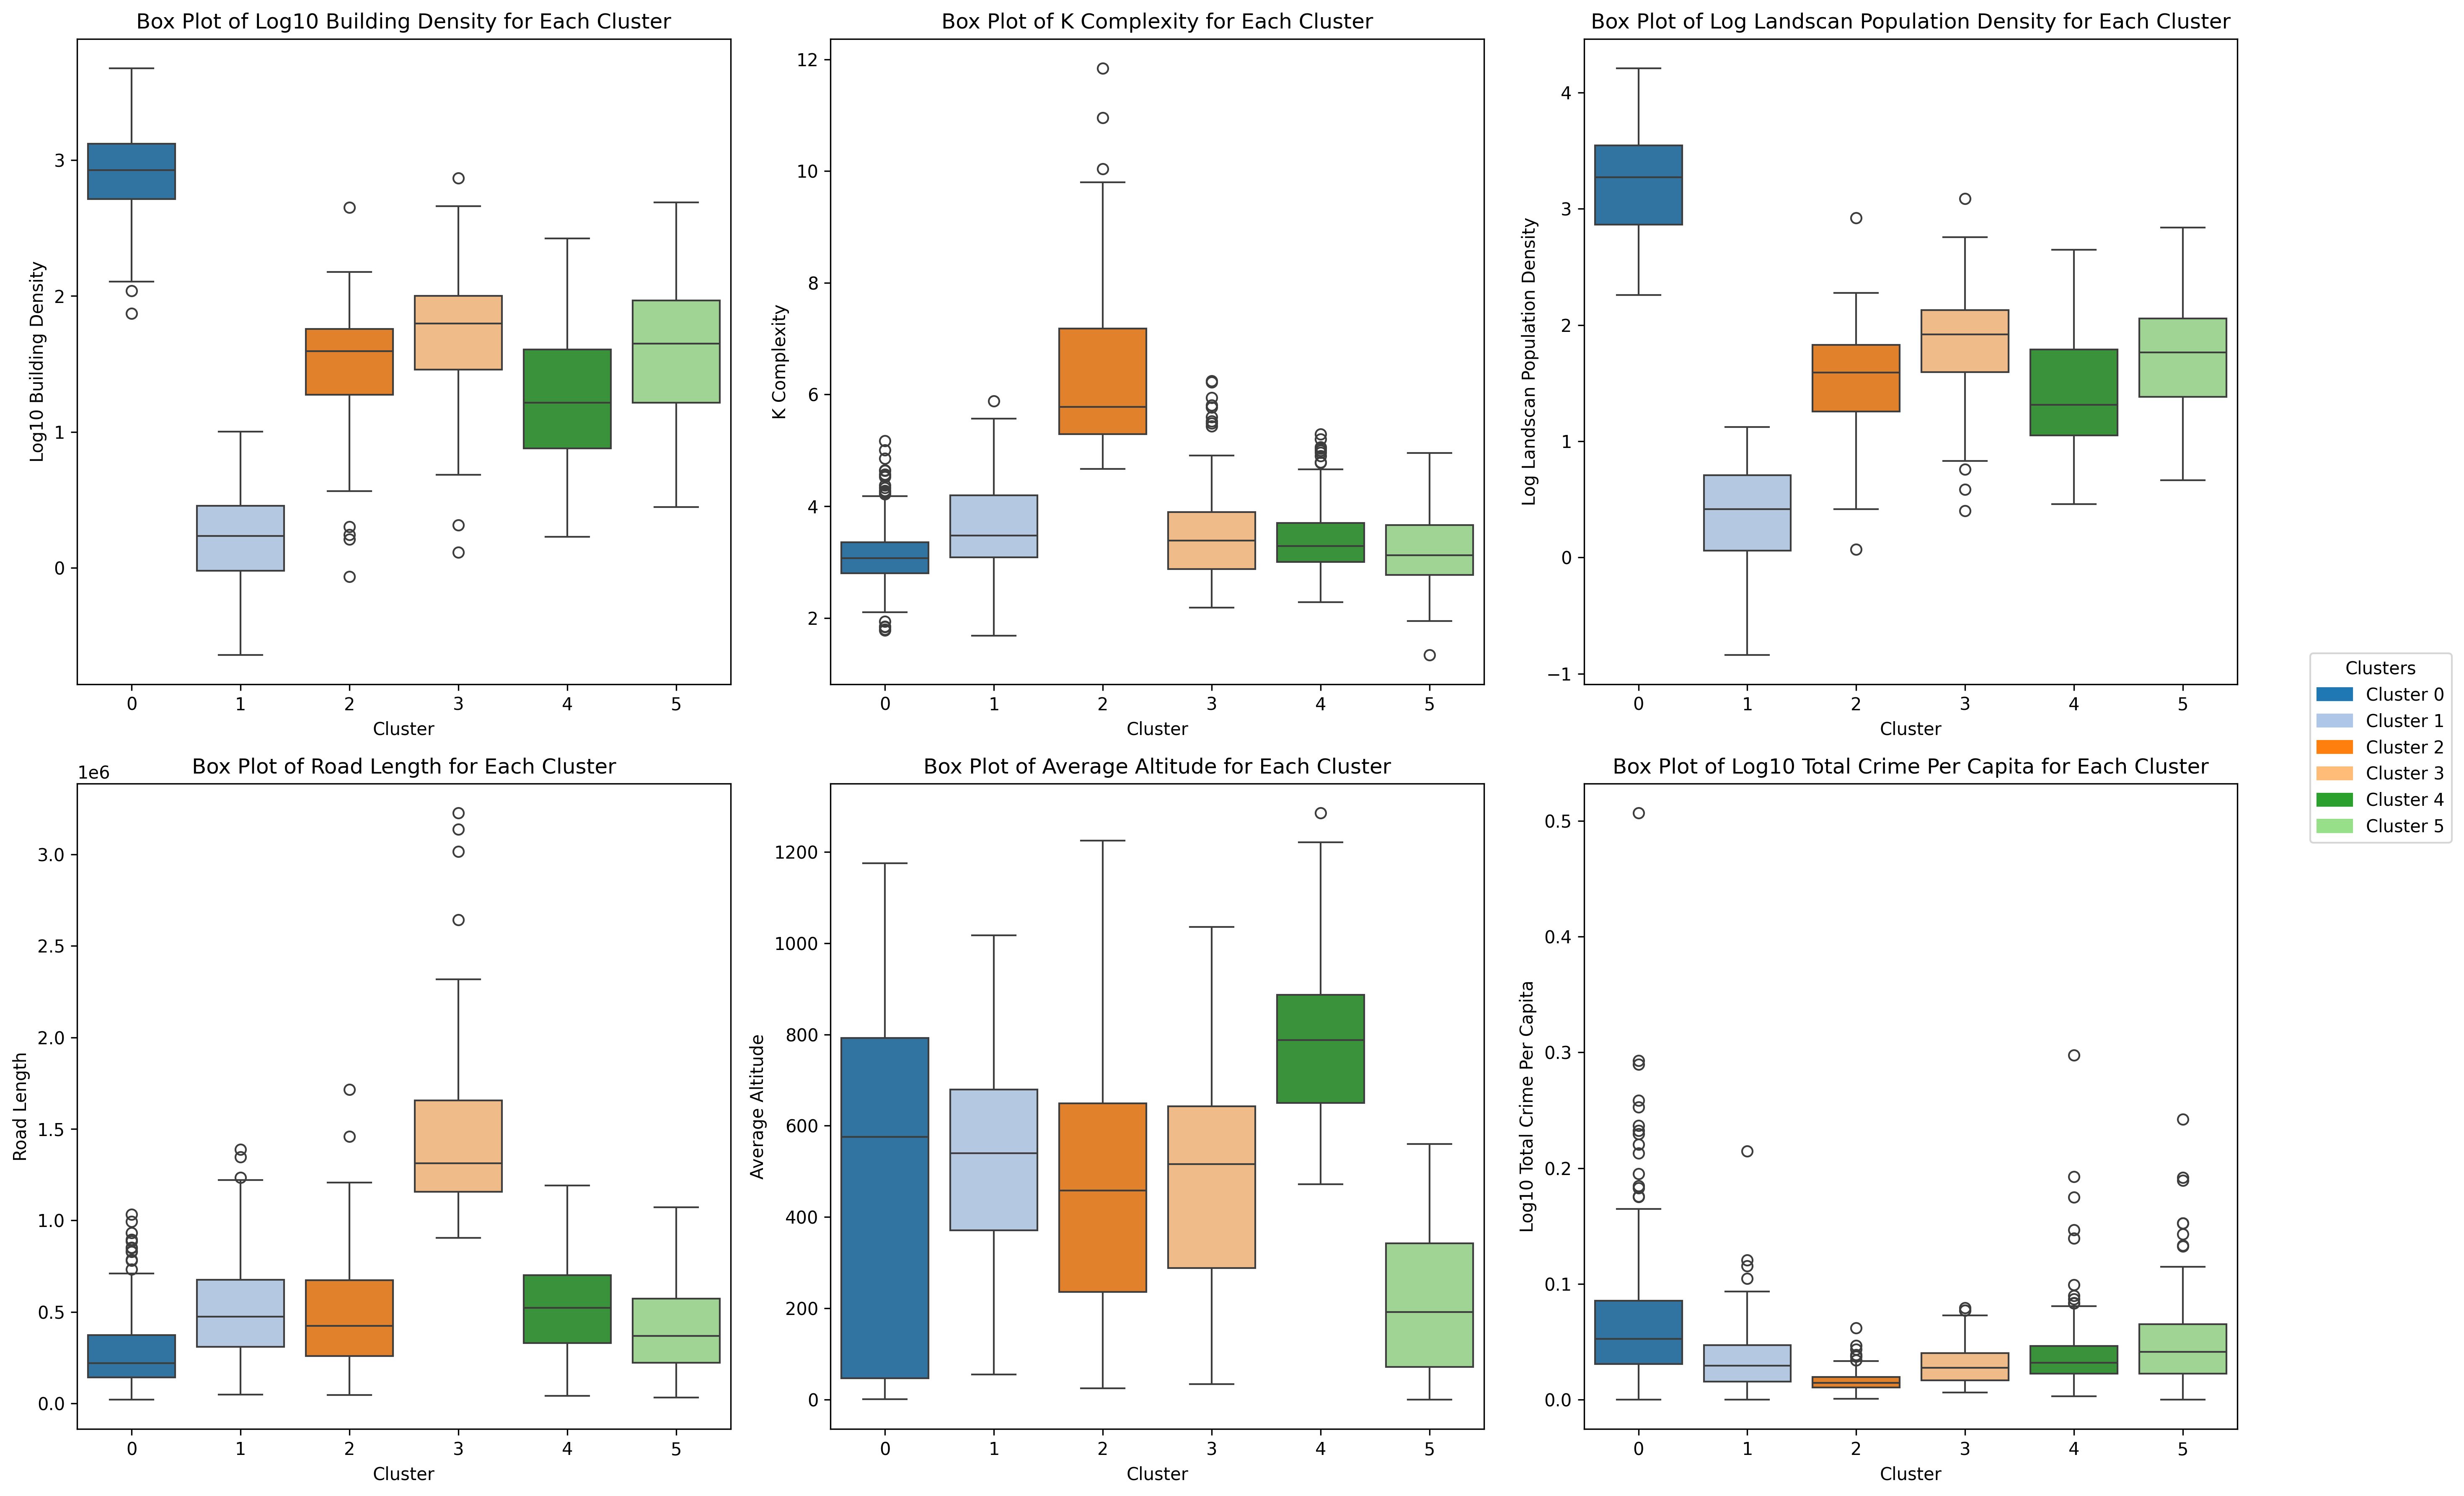 Box Plot of Log10 Building Density for Each Cluster
Log10 Building Density
3
2
1
0
0 1 2 3 4 5
Cluster
Box Plot of K Complexity for Each Cluster
K Complexity
12
10
8
6
4
2
0 1 2 3 4 5
Cluster
Box Plot of Log Landscan Population Density for Each Cluster
Log Landscan Population Density
4
3
2
1
0
−1
0 1 2 3 4 5
Cluster
Clusters
Cluster 0
Cluster 1
Cluster 2
Cluster 3
Cluster 4
Cluster 5
Box Plot of Road Length for Each Cluster
1e6
Road Length
3.0
2.5
2.0
1.5
1.0
0.5
0.0
0 1 2 3 4 5
Cluster
Box Plot of Average Altitude for Each Cluster
Average Altitude
1200
1000
800
600
400
200
0
0 1 2 3 4 5
Cluster
Box Plot of Log10 Total Crime Per Capita for Each Cluster
Log10 Total Crime Per Capita
0.5
0.4
0.3
0.2
0.1
0.0
0 1 2 3 4 5
Cluster